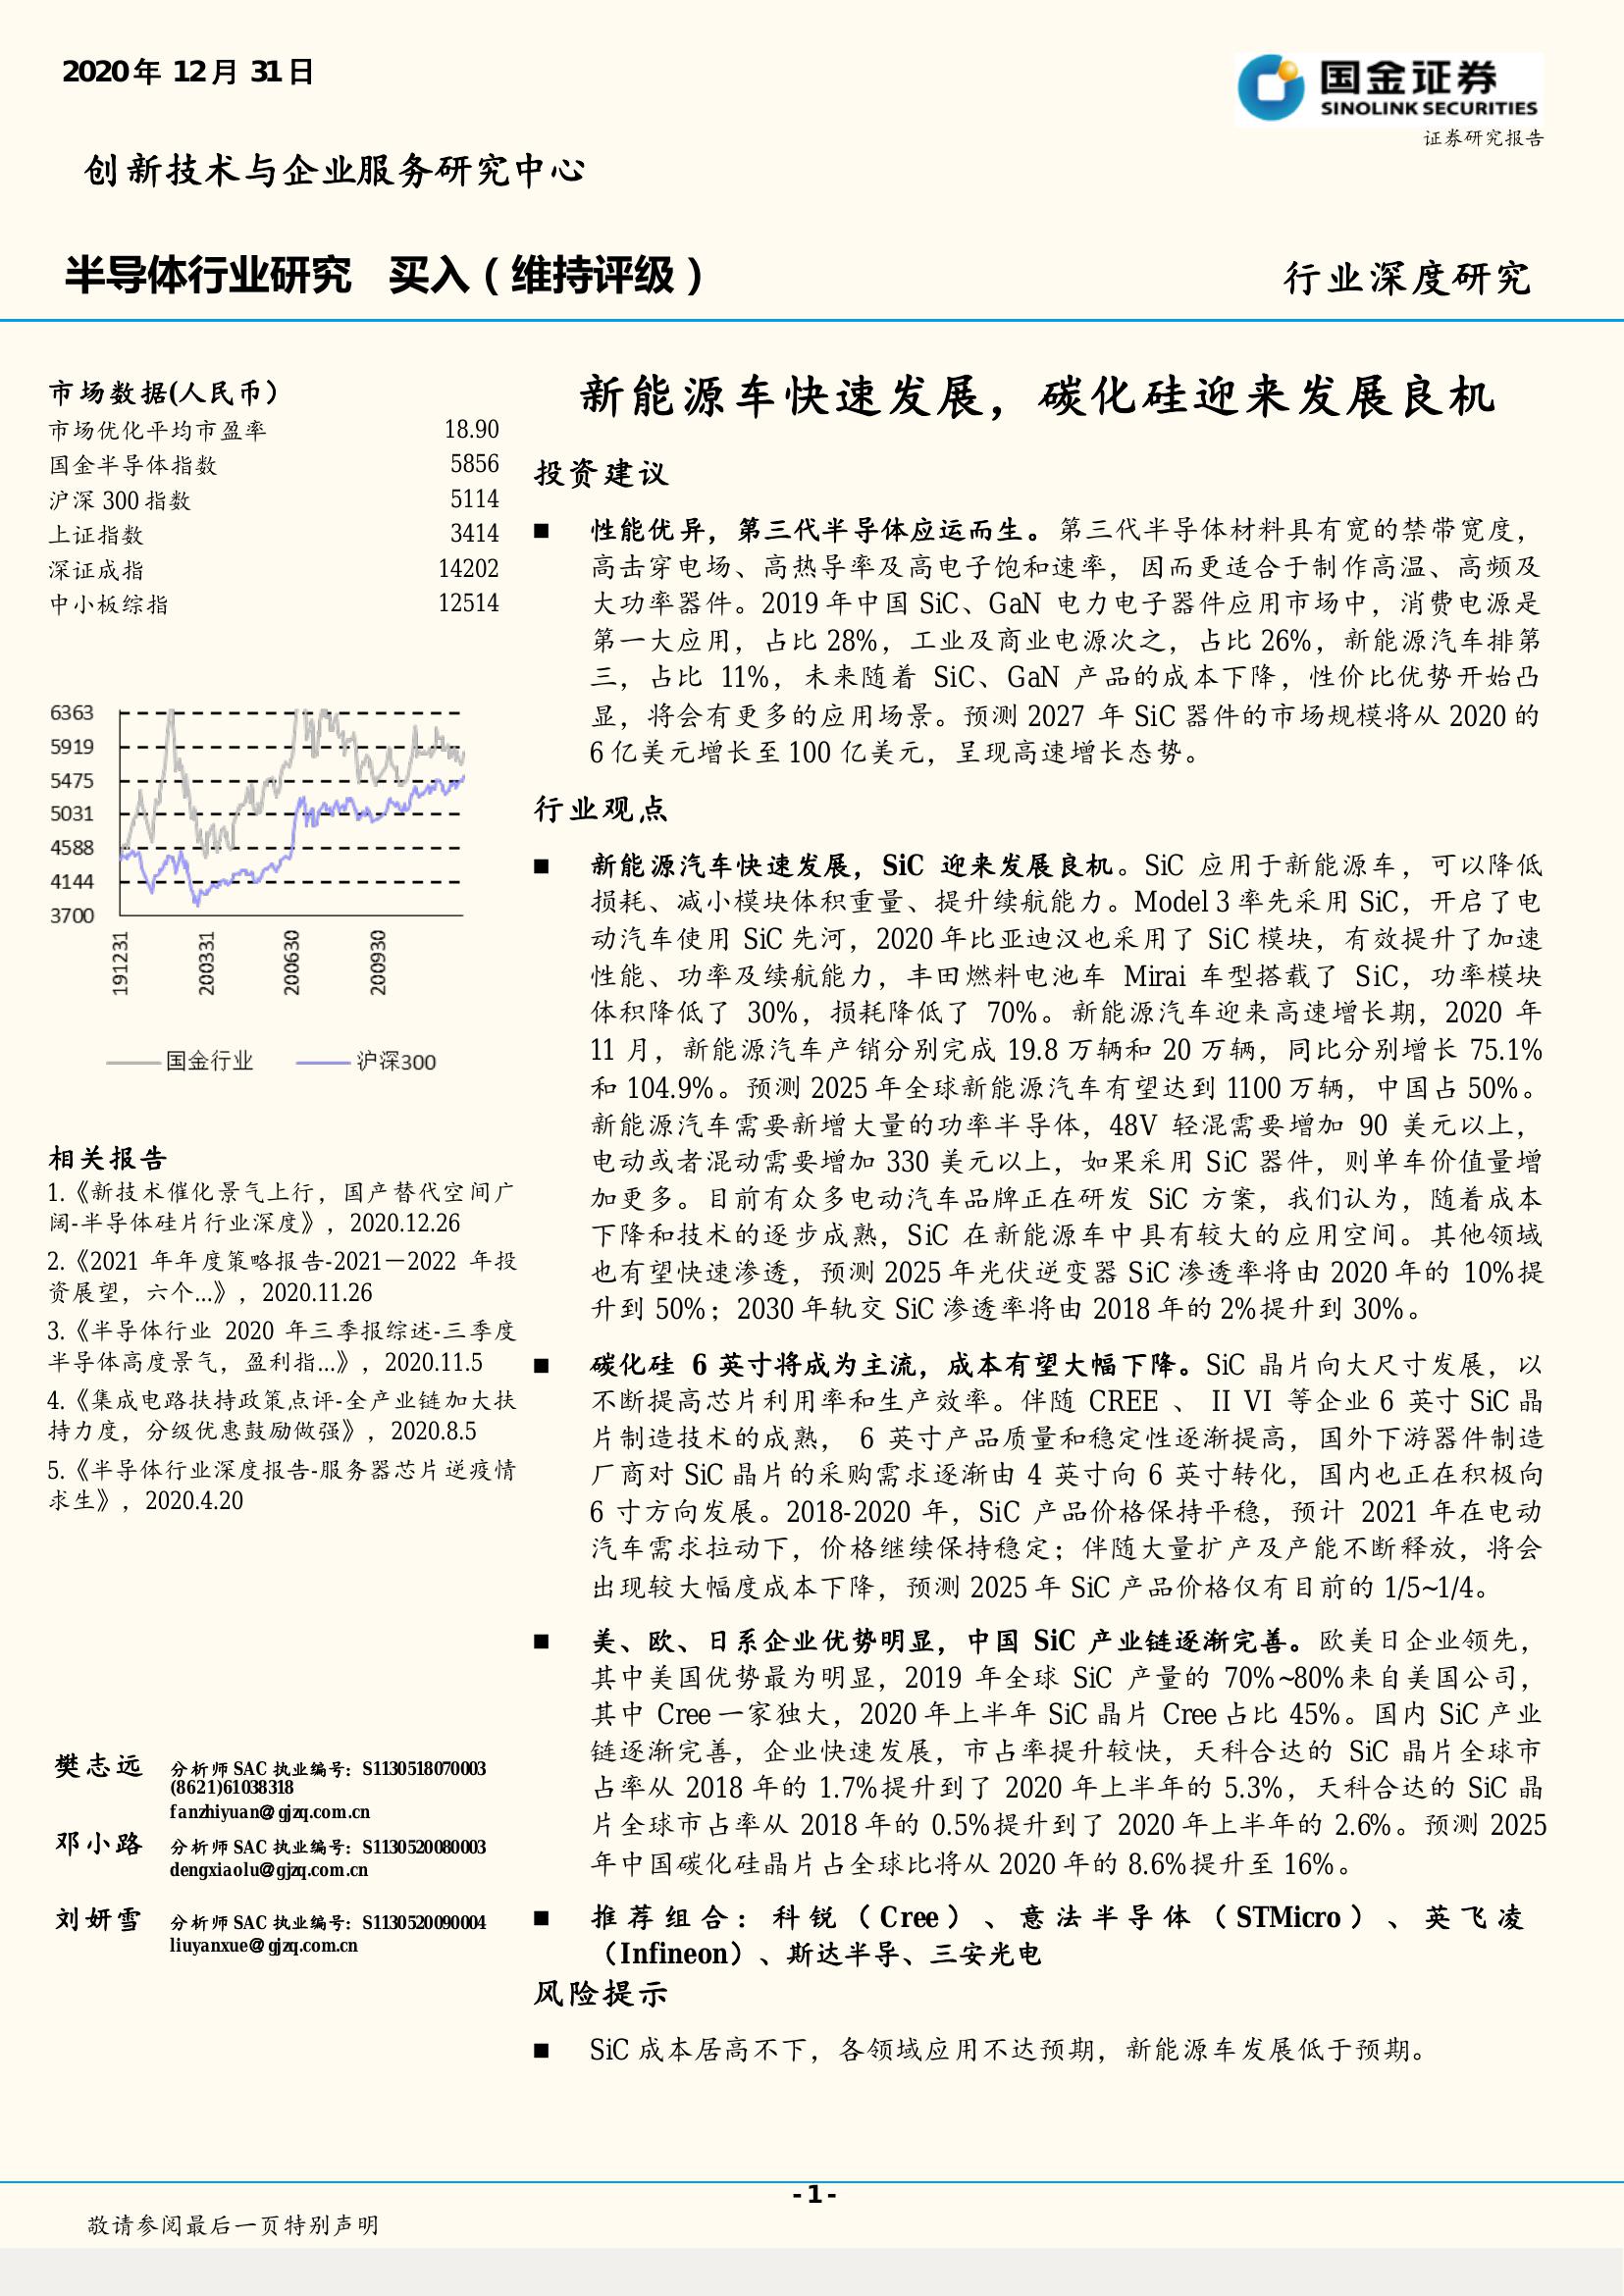 2020年 12月 31日
国金证券
SINOLINK SECURITIES
证券研究报告
创新技术与企业服务研究中心
半导体行业研究 买入（维持评级）
行业深度研究
市场数据(人民币）
市场优化平均市盈率 18.90
国金半导体指数 5856
沪深 300 指数 5114
上证指数 3414
深证成指 14202
中小板综指 12514
6363
5919
5475
5031
4588
4144
3700
191231
200331
200630
200930
国金行业 沪深300
相关报告
1.《新技术催化景气上行，国产替代空间广
阔-半导体硅片行业深度》，2020.12.26
2.《2021 年年度策略报告-2021－2022 年投
资展望，六个...》，2020.11.26
3.《半导体行业 2020 年三季报综述-三季度
半导体高度景气，盈利指...》，2020.11.5
4.《集成电路扶持政策点评-全产业链加大扶
持力度，分级优惠鼓励做强》，2020.8.5
5.《半导体行业深度报告-服务器芯片逆疫情
求生》，2020.4.20
樊志远 分析师 SAC 执业编号：S1130518070003
(8621)61038318
fanzhiyuan@gjzq.com.cn
邓小路 分析师 SAC 执业编号：S1130520080003
dengxiaolu@gjzq.com.cn
刘妍雪 分析师 SAC 执业编号：S1130520090004
liuyanxue@gjzq.com.cn
新能源车快速发展，碳化硅迎来发展良机
投资建议
■ 性能优异，第三代半导体应运而生。第三代半导体材料具有宽的禁带宽度，
高击穿电场、高热导率及高电子饱和速率，因而更适合于制作高温、高频及
大功率器件。2019 年中国 SiC、GaN 电力电子器件应用市场中，消费电源是
第一大应用，占比 28%，工业及商业电源次之，占比 26%，新能源汽车排第
三，占比 11%，未来随着 SiC、GaN 产品的成本下降，性价比优势开始凸
显，将会有更多的应用场景。预测 2027 年 SiC 器件的市场规模将从 2020 的
6 亿美元增长至 100 亿美元，呈现高速增长态势。
行业观点
■ 新能源汽车快速发展，SiC 迎来发展良机。SiC 应用于新能源车，可以降低
损耗、减小模块体积重量、提升续航能力。Model 3 率先采用 SiC，开启了电
动汽车使用 SiC 先河，2020 年比亚迪汉也采用了 SiC 模块，有效提升了加速
性能、功率及续航能力，丰田燃料电池车 Mirai 车型搭载了 SiC，功率模块
体积降低了 30%，损耗降低了 70%。新能源汽车迎来高速增长期，2020 年
11 月，新能源汽车产销分别完成 19.8 万辆和 20 万辆，同比分别增长 75.1%
和 104.9%。预测 2025 年全球新能源汽车有望达到 1100 万辆，中国占 50%。
新能源汽车需要新增大量的功率半导体，48V 轻混需要增加 90 美元以上，
电动或者混动需要增加 330 美元以上，如果采用 SiC 器件，则单车价值量增
加更多。目前有众多电动汽车品牌正在研发 SiC 方案，我们认为，随着成本
下降和技术的逐步成熟，SiC 在新能源车中具有较大的应用空间。其他领域
也有望快速渗透，预测 2025 年光伏逆变器 SiC 渗透率将由 2020 年的 10%提
升到 50%；2030 年轨交 SiC 渗透率将由 2018 年的 2%提升到 30%。
■ 碳化硅 6 英寸将成为主流，成本有望大幅下降。SiC 晶片向大尺寸发展，以
不断提高芯片利用率和生产效率。伴随 CREE 、 II VI 等企业 6 英寸 SiC 晶
片制造技术的成熟， 6 英寸产品质量和稳定性逐渐提高，国外下游器件制造
厂商对 SiC 晶片的采购需求逐渐由 4 英寸向 6 英寸转化，国内也正在积极向
6 寸方向发展。2018-2020 年，SiC 产品价格保持平稳，预计 2021 年在电动
汽车需求拉动下，价格继续保持稳定；伴随大量扩产及产能不断释放，将会
出现较大幅度成本下降，预测 2025 年 SiC 产品价格仅有目前的 1/5~1/4。
■ 美、欧、日系企业优势明显，中国 SiC 产业链逐渐完善。欧美日企业领先，
其中美国优势最为明显，2019 年全球 SiC 产量的 70%~80%来自美国公司，
其中 Cree 一家独大，2020 年上半年 SiC 晶片 Cree 占比 45%。国内 SiC 产业
链逐渐完善，企业快速发展，市占率提升较快，天科合达的 SiC 晶片全球市
占率从 2018 年的 1.7%提升到了 2020 年上半年的 5.3%，天科合达的 SiC 晶
片全球市占率从 2018 年的 0.5%提升到了 2020 年上半年的 2.6%。预测 2025
年中国碳化硅晶片占全球比将从 2020 年的 8.6%提升至 16%。
■ 推荐组合：科锐（Cree）、意法半导体（STMicro）、英飞凌
（Infineon）、斯达半导、三安光电
风险提示
■ SiC 成本居高不下，各领域应用不达预期，新能源车发展低于预期。
- 1 -
敬请参阅最后一页特别声明